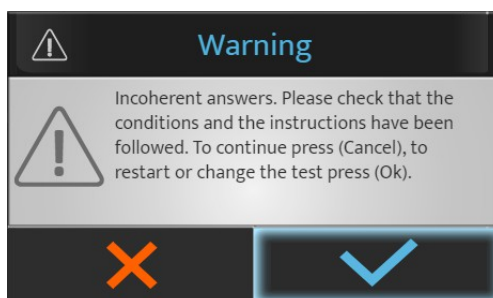 Warning
Incoherent answers. Please check that the
conditions and the instructions have been
followed. To continue press (Cancel), to
restart or change the test press (Ok).